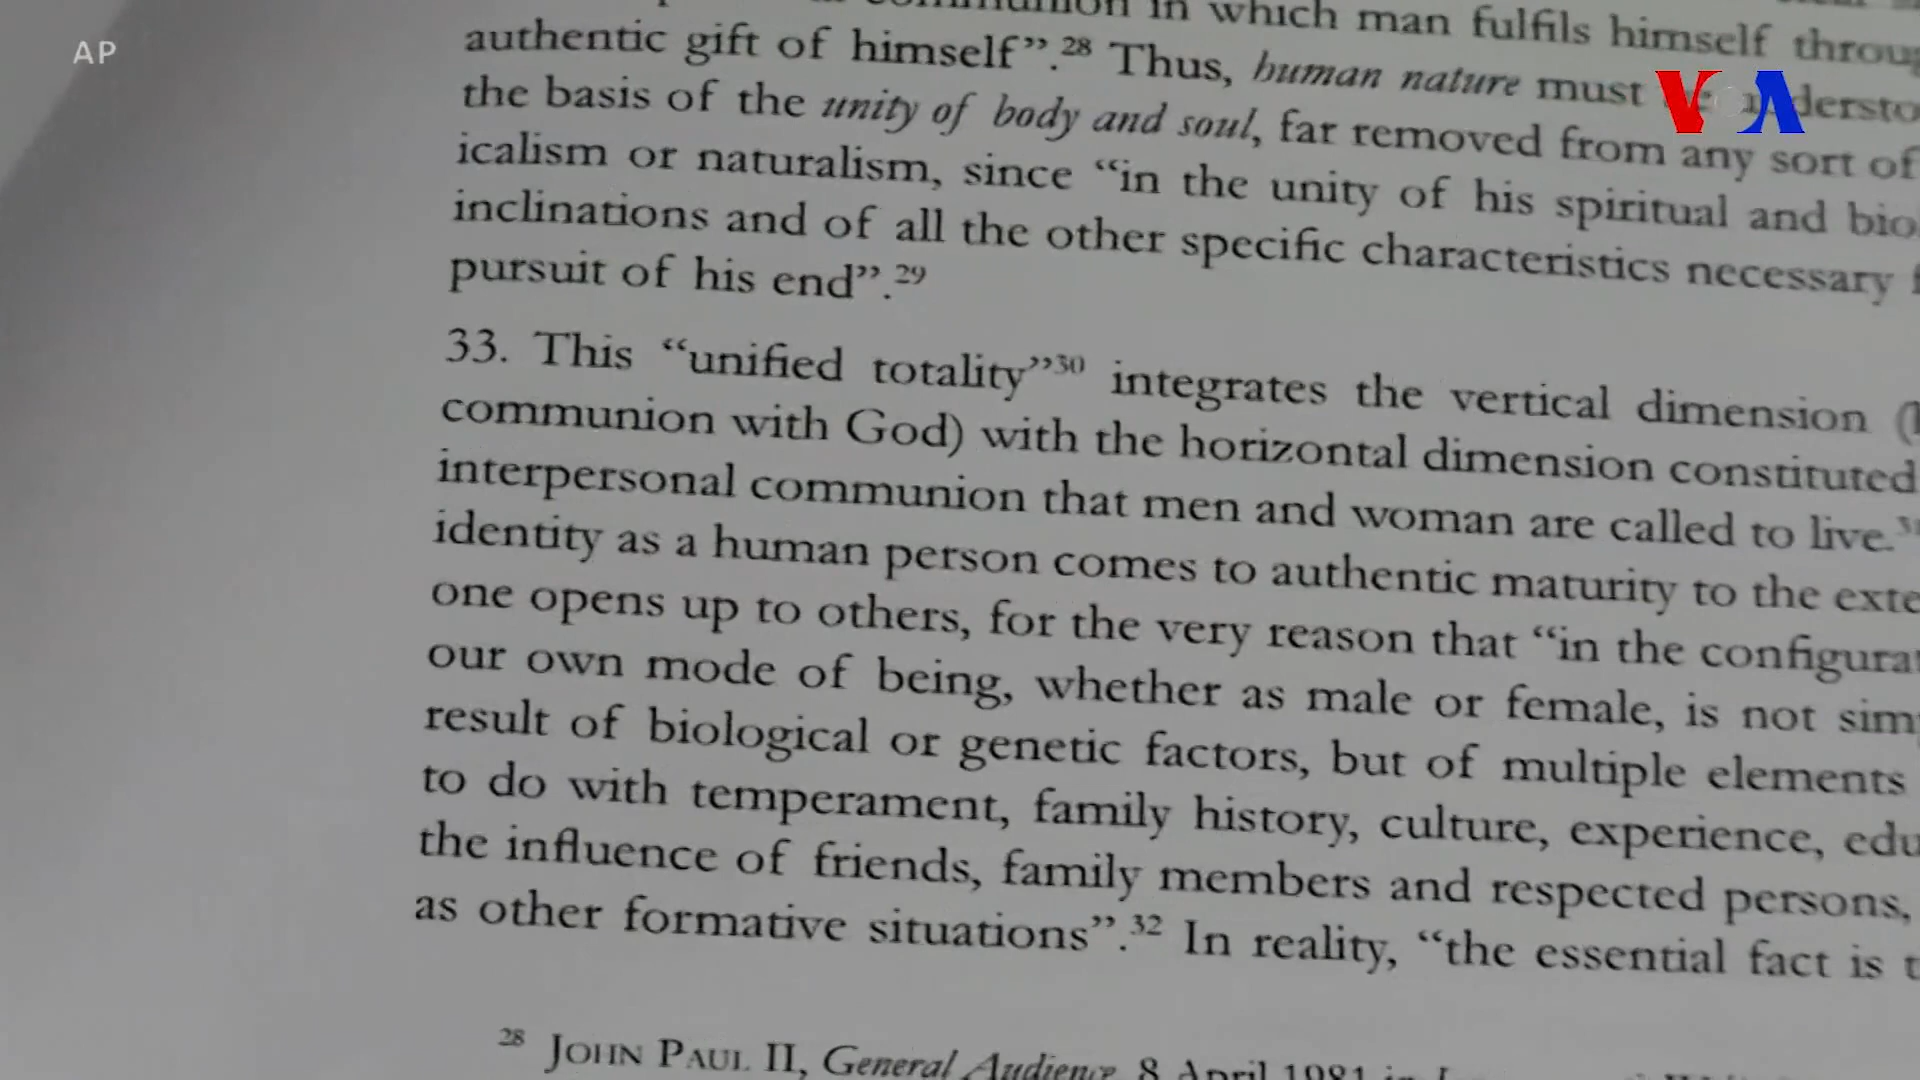 AP
VOA
in which man fulfils himself
authentic gift of himself”.28 Thus, human nature must
the basis of the unity of body and soul, far removed from any sort of
icalism or naturalism, since “in the unity of his spiritual and
inclinations and of all the other specific characteristics necessary
pursuit of his end”.29
33. This “unified totality”30 integrates the vertical dimension
communion with God) with the horizontal dimension constituted
interpersonal communion that men and woman are called to live.
identity as a human person comes to authentic maturity to the
one opens up to others, for the very reason that “in the
our own mode of being, whether as male or female, is not
result of biological or genetic factors, but of multiple elements
to do with temperament, family history, culture, experience,
the influence of friends, family members and respected persons,
as other formative situations”.32 In reality, “the essential fact is
28 JOHN PAUL II, General Audience, 8 April 1981 in